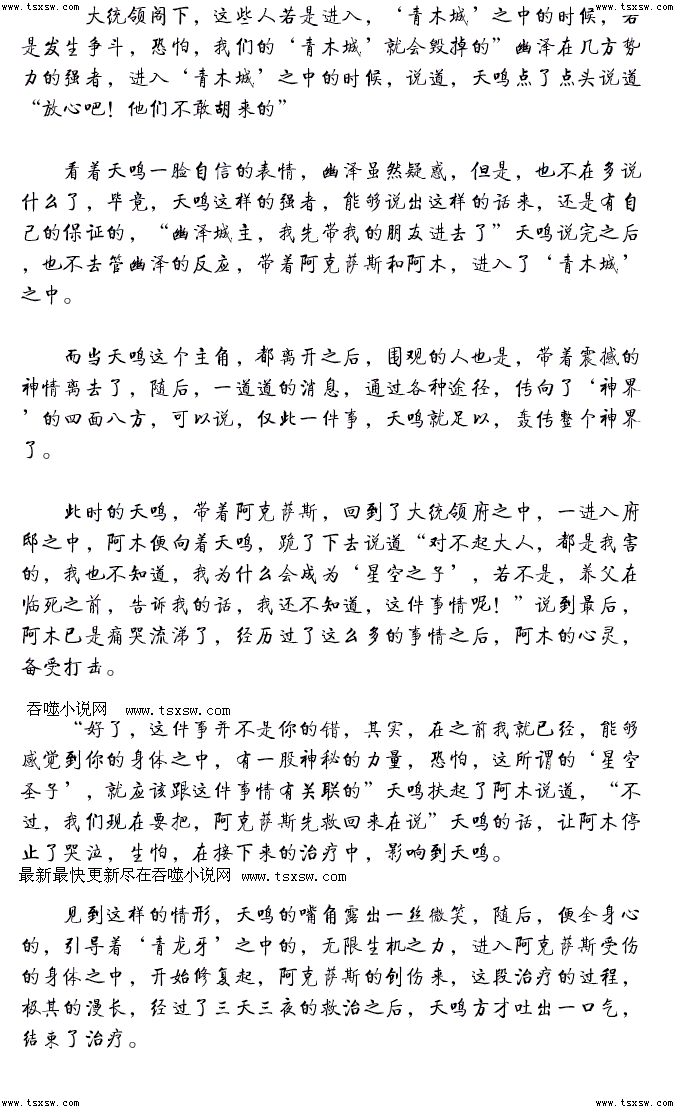 www.tsxsw.com www.tsxsw.com
大统领阁下，这些人若是进入，‘青木城’之中的时候，若
是发生争斗，恐怕，我们的‘青木城’就会毁掉的”幽泽在几方势
力的强者，进入‘青木城’之中的时候，说道，天鸣点了点头说道
“放心吧！他们不敢胡来的”
看着天鸣一脸自信的表情，幽泽虽然疑惑，但是，也不在多说
什么了，毕竟，天鸣这样的强者，能够说出这样的话来，还是有自
己的保证的，“幽泽城主，我先带我的朋友进去了”天鸣说完之后
，也不去管幽泽的反应，带着阿克萨斯和阿木，进入了‘青木城’
之中。
而当天鸣这个主角，都离开之后，围观的人也是，带着震撼的
神情离去了，随后，一道道的消息，通过各种途径，传向了‘神界
’的四面八方，可以说，仅此一件事，天鸣就足以，轰传整个神界
了。
此时的天鸣，带着阿克萨斯，回到了大统领府之中，一进入府
邸之中，阿木便向着天鸣，跪了下去说道“对不起大人，都是我害
的，我也不知道，我为什么会成为‘星空之子’，若不是，养父在
临死之前，告诉我的话，我还不知道，这件事情呢！”说到最后，
阿木已是痛哭流涕了，经历过了这么多的事情之后，阿木的心灵，
备受打击。
吞噬小说网 www.tsxsw.com
“好了，这件事并不是你的错，其实，在之前我就已经，能够
感觉到你的身体之中，有一股神秘的力量，恐怕，这所谓的‘星空
圣子’，就应该跟这件事情有关联的”天鸣扶起了阿木说道，“不
过，我们现在要把，阿克萨斯先救回来在说”天鸣的话，让阿木停
止了哭泣，生怕，在接下来的治疗中，影响到天鸣。
最新最快更新尽在吞噬小说网 www.tsxsw.com
见到这样的情形，天鸣的嘴角露出一丝微笑，随后，便全身心
的，引导着‘青龙牙’之中的，无限生机之力，进入阿克萨斯受伤
的身体之中，开始修复起，阿克萨斯的创伤来，这段治疗的过程，
极其的漫长，经过了三天三夜的救治之后，天鸣方才吐出一口气，
结束了治疗。
www.tsxsw.com www.tsxsw.com